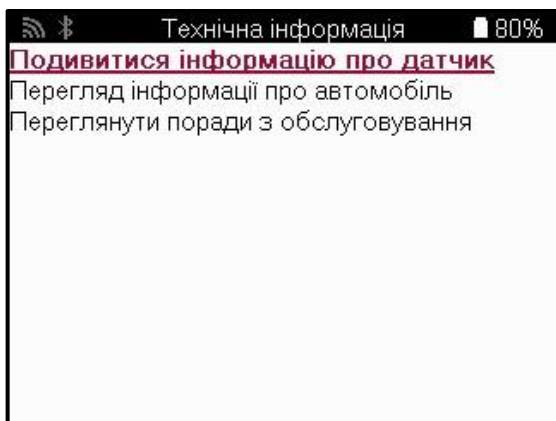 Технічна інформація 80%
Подивитися інформацію про датчик
Перегляд інформації про автомобіль
Переглянути поради з обслуговування